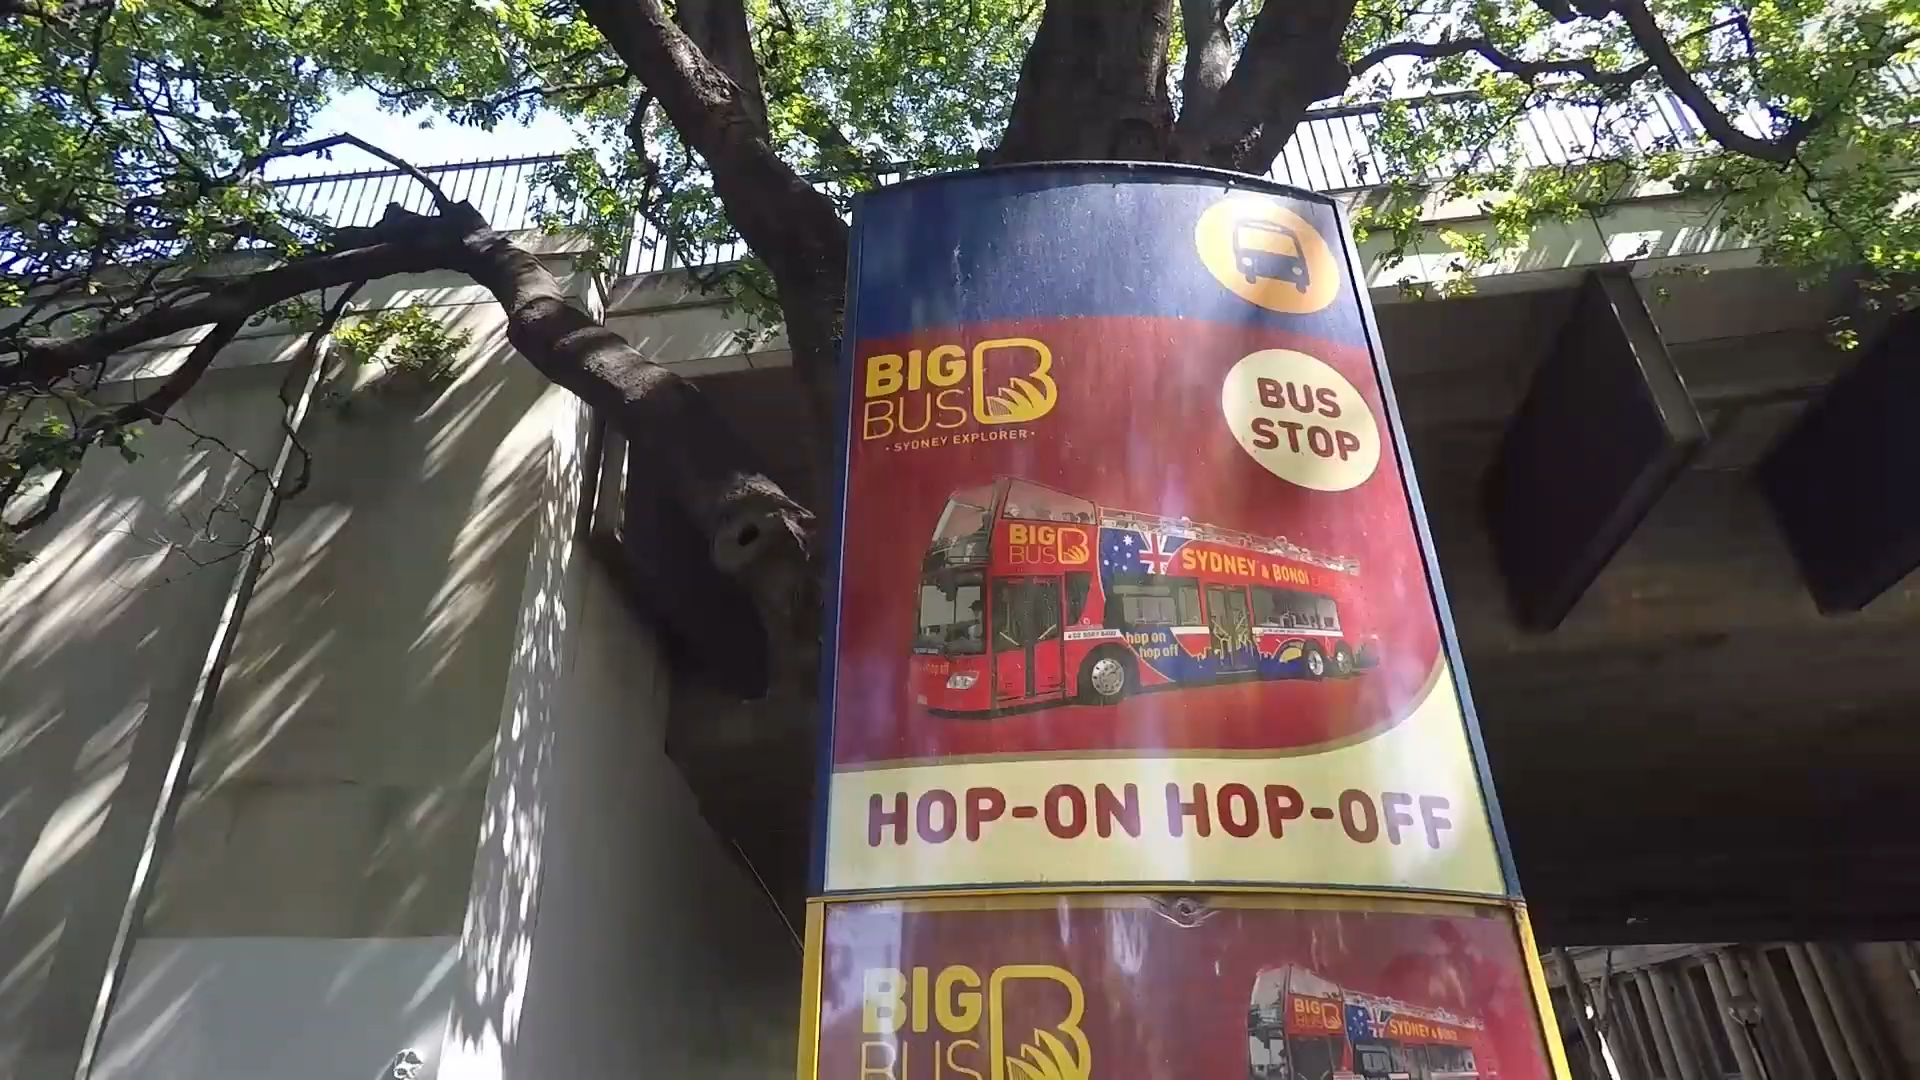 BIG
BUS
· SYDNEY EXPLORER ·
BUS
STOP
BIG
BUS
SYDNEY & BONDI
hop on
hop off
HOP-ON HOP-OFF
BIG
BUS
BIG
BUS
SYDNEY & BONDI